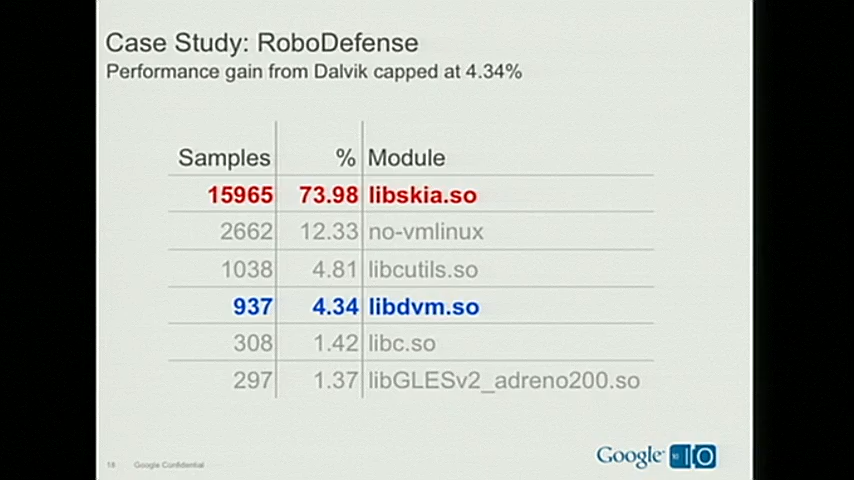 Case Study: RoboDefense
Performance gain from Dalvik capped at 4.34%
Samples % Module
15965 73.98 libskia.so
2662 12.33 no-vmlinux
1038 4.81 libcutils.so
937 4.34 libdvm.so
308 1.42 libc.so
297 1.37 libGLESv2_adreno200.so
18 Google Confidential
Google 10 IO